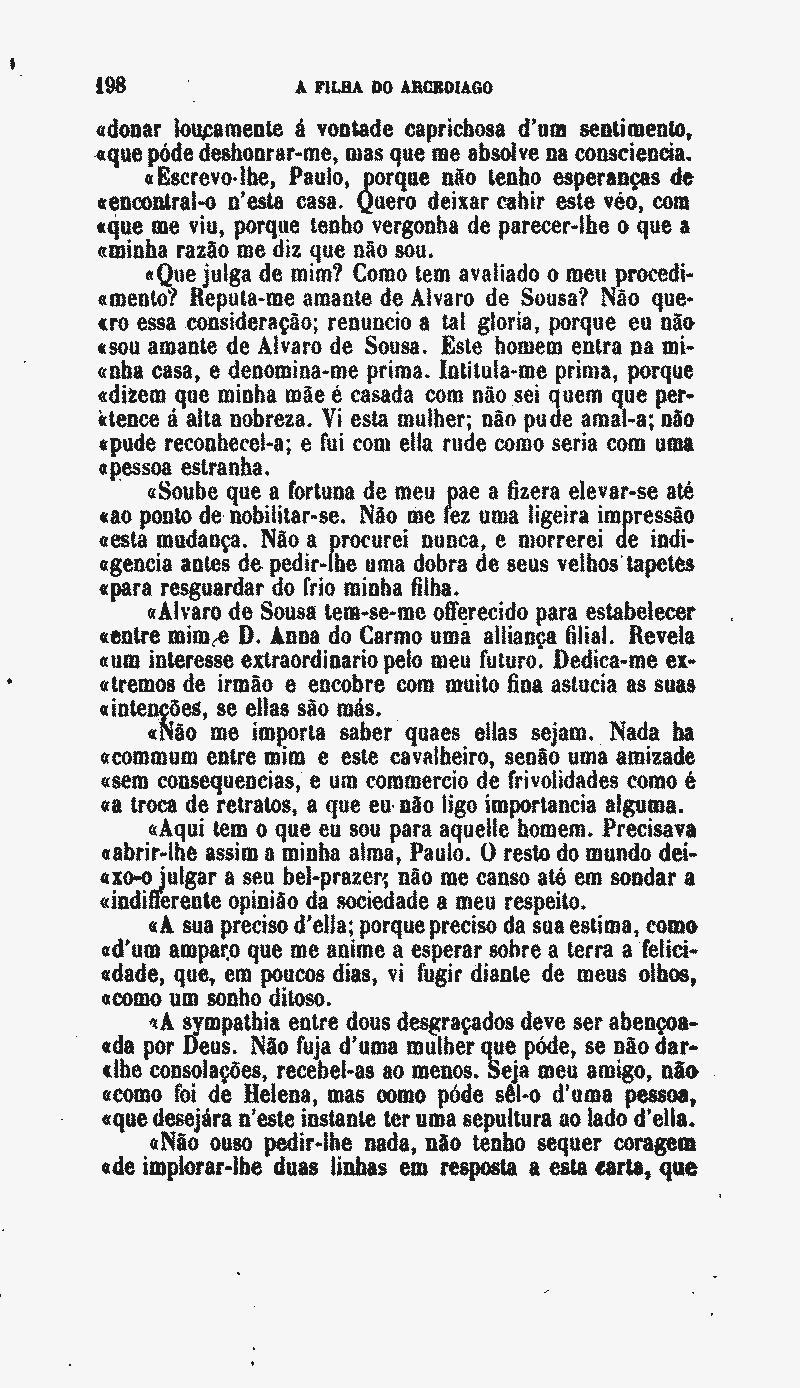 198 A FILHA DO ARCEDIAGO
«donar louçamente á vontade caprichosa d'um sentimento,
«que póde deshonrar-me, mas que me absolve na consciencia.
«Escrevo-lhe, Paulo, porque não tenho esperanças de
«encontral-o n'esta casa. Quero deixar cahir este véo, com
«que me viu, porque tenho vergonha de parecer-lhe o que a
«minha razão me diz que não sou.
«Que julga de mim? Como tem avaliado o meu procedi-
«mento? Reputa-me amante de Alvaro de Sousa? Não que-
«ro essa consideração; renuncio a tal gloria, porque eu não
«sou amante de Alvaro de Sousa. Este homem entra na mi-
«nha casa, e denomina-me prima. Intitula-me prima, porque
«dizem que minha mãe é casada com não sei quem que per-
«tence á alta nobreza. Vi esta mulher; não pude amal-a; não
«pude reconhecel-a; e fui com ella rude como seria com uma
«pessoa estranha.
«Soube que a fortuna de meu pae a fizera elevar-se até
«ao ponto de nobilitar-se. Não me fez uma ligeira impressão
«esta mudança. Não a procurei nunca, e morrerei de indi-
«gencia antes de pedir-lhe uma dobra de seus velhos tapetes
«para resguardar do frio minha filha.
«Alvaro de Sousa tem-se-me offerecido para estabelecer
«entre mim e D. Anna do Carmo uma alliança filial. Revela
«um interesse extraordinario pelo meu futuro. Dedica-me ex-
«tremos de irmão e encobre com muito fina astucia as suas
«intenções, se ellas são más.
«Não me importa saber quaes ellas sejam. Nada ha
«commum entre mim e este cavalheiro, senão uma amizade
«sem consequencias, e um commercio de frivolidades como é
«a troca de retratos, a que eu não ligo importancia alguma.
«Aqui tem o que eu sou para aquelle homem. Precisava
«abrir-lhe assim a minha alma, Paulo. O resto do mundo dei-
«xo-o julgar a seu bel-prazer; não me canso até em sondar a
«indifferente opinião da sociedade a meu respeito.
«A sua preciso d'ella; porque preciso da sua estima, como
«d'um amparo que me anime a esperar sobre a terra a felici-
«dade, que, em poucos dias, vi fugir diante de meus olhos,
«como um sonho ditoso.
«A sympathia entre dous desgraçados deve ser abençoa-
«da por Deus. Não fuja d'uma mulher que póde, se não dar-
«lhe consolações, recebel-as ao menos. Seja meu amigo, não
«como foi de Helena, mas como póde sêl-o d'uma pessoa,
«que desejára n'este instante ter uma sepultura ao lado d'ella.
«Não ouso pedir-lhe nada, não tenho sequer coragem
«de implorar-lhe duas linhas em resposta a esta carta, que